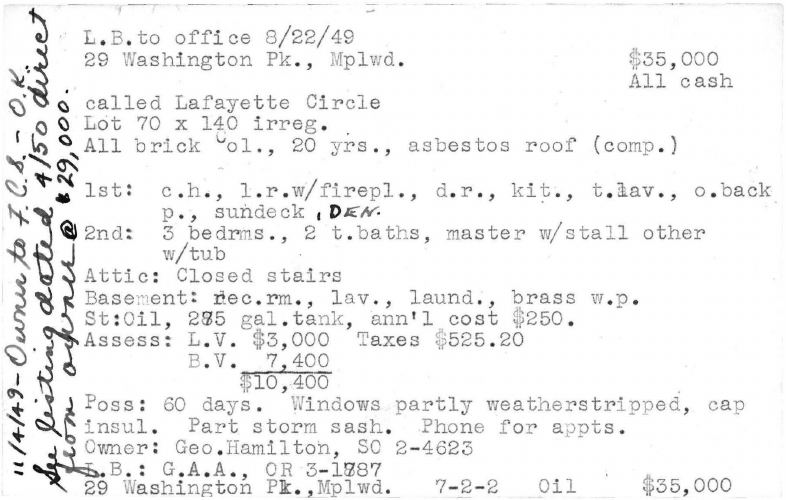 L.B.to office 8/22/49
29 Washington Pk., Mplwd. $35,000
All cash
called Lafayette Circle
Lot 70 x 140 irreg.
All brick Col., 20 yrs., asbestos roof (comp.)
1st: c.h., l.r.w/firepl., d.r., kit., t.lav., o.back
p., sundeck, DEN.
2nd: 3 bedrms., 2 t.baths, master w/stall other
w/tub
Attic: Closed stairs
Basement: rec.rm., lav., laund., brass w.p.
St:Oil, 275 gal.tank, ann'l cost $250.
Assess: L.V. $3,000 Taxes $525.20
B.V. 7,400
$10,400
Poss: 60 days. Windows partly weatherstripped, cap
insul. Part storm sash. Phone for appts.
Owner: Geo.Hamilton, SO 2-4623
L.B.: G.A.A., OR 3-1887
29 Washington Pk.,Mplwd. 7-2-2 Oil $35,000
11/4/49 - Owner to F.C.S. - O.K.
See listing dated 4/50 direct
from owner @ $29,000.